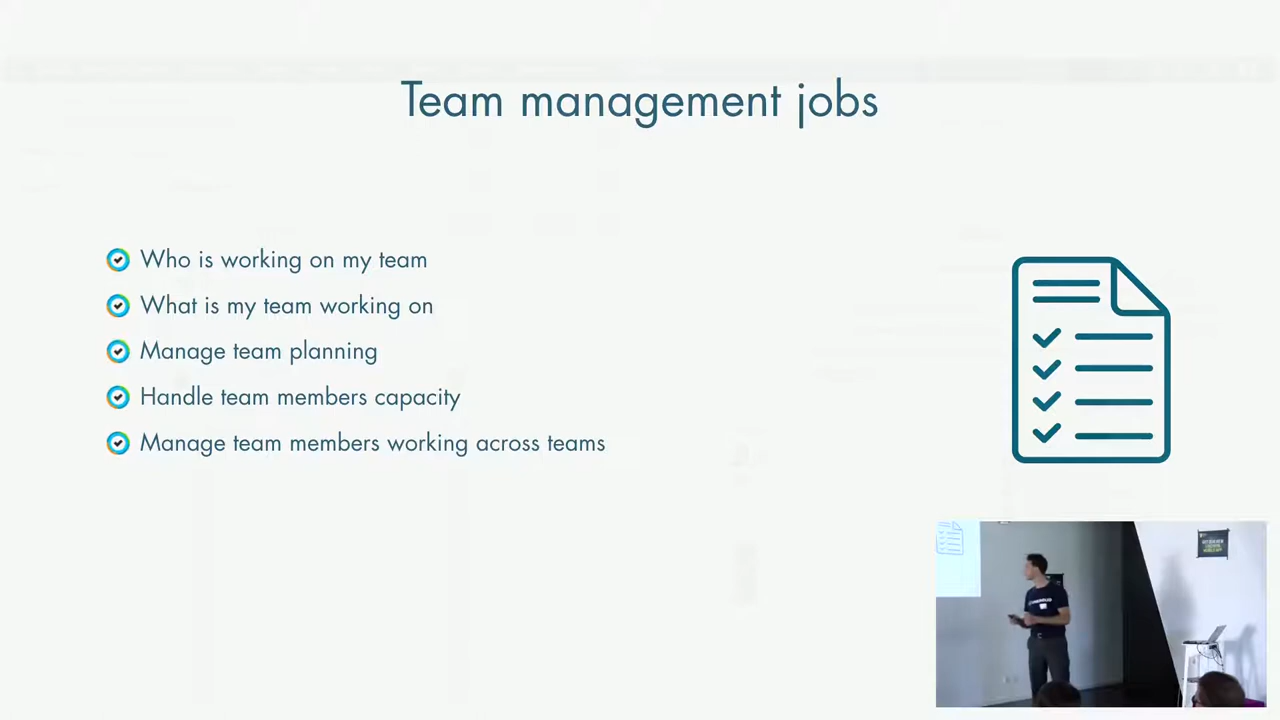 Team management jobs
Who is working on my team
What is my team working on
Manage team planning
Handle team members capacity
Manage team members working across teams